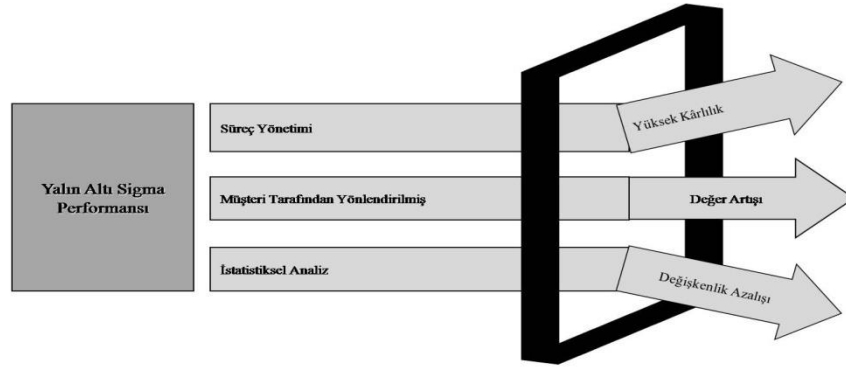 Yalın Altı Sigma
Performansı
Süreç Yönetimi
Yüksek Kârlılık
Müşteri Tarafından Yönlendirilmiş
Değer Artışı
İstatistiksel Analiz
Değişkenlik Azalışı